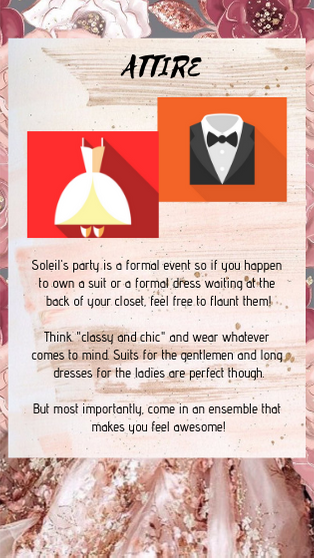 ATTIRE
Soleil's party is a formal event so if you happen
to own a suit or a formal dress waiting at the
back of your closet, feel free to flaunt them!
Think "classy and chic" and wear whatever
comes to mind. Suits for the gentlemen and long
dresses for the ladies are perfect though.
But most importantly, come in an ensemble that
makes you feel awesome!